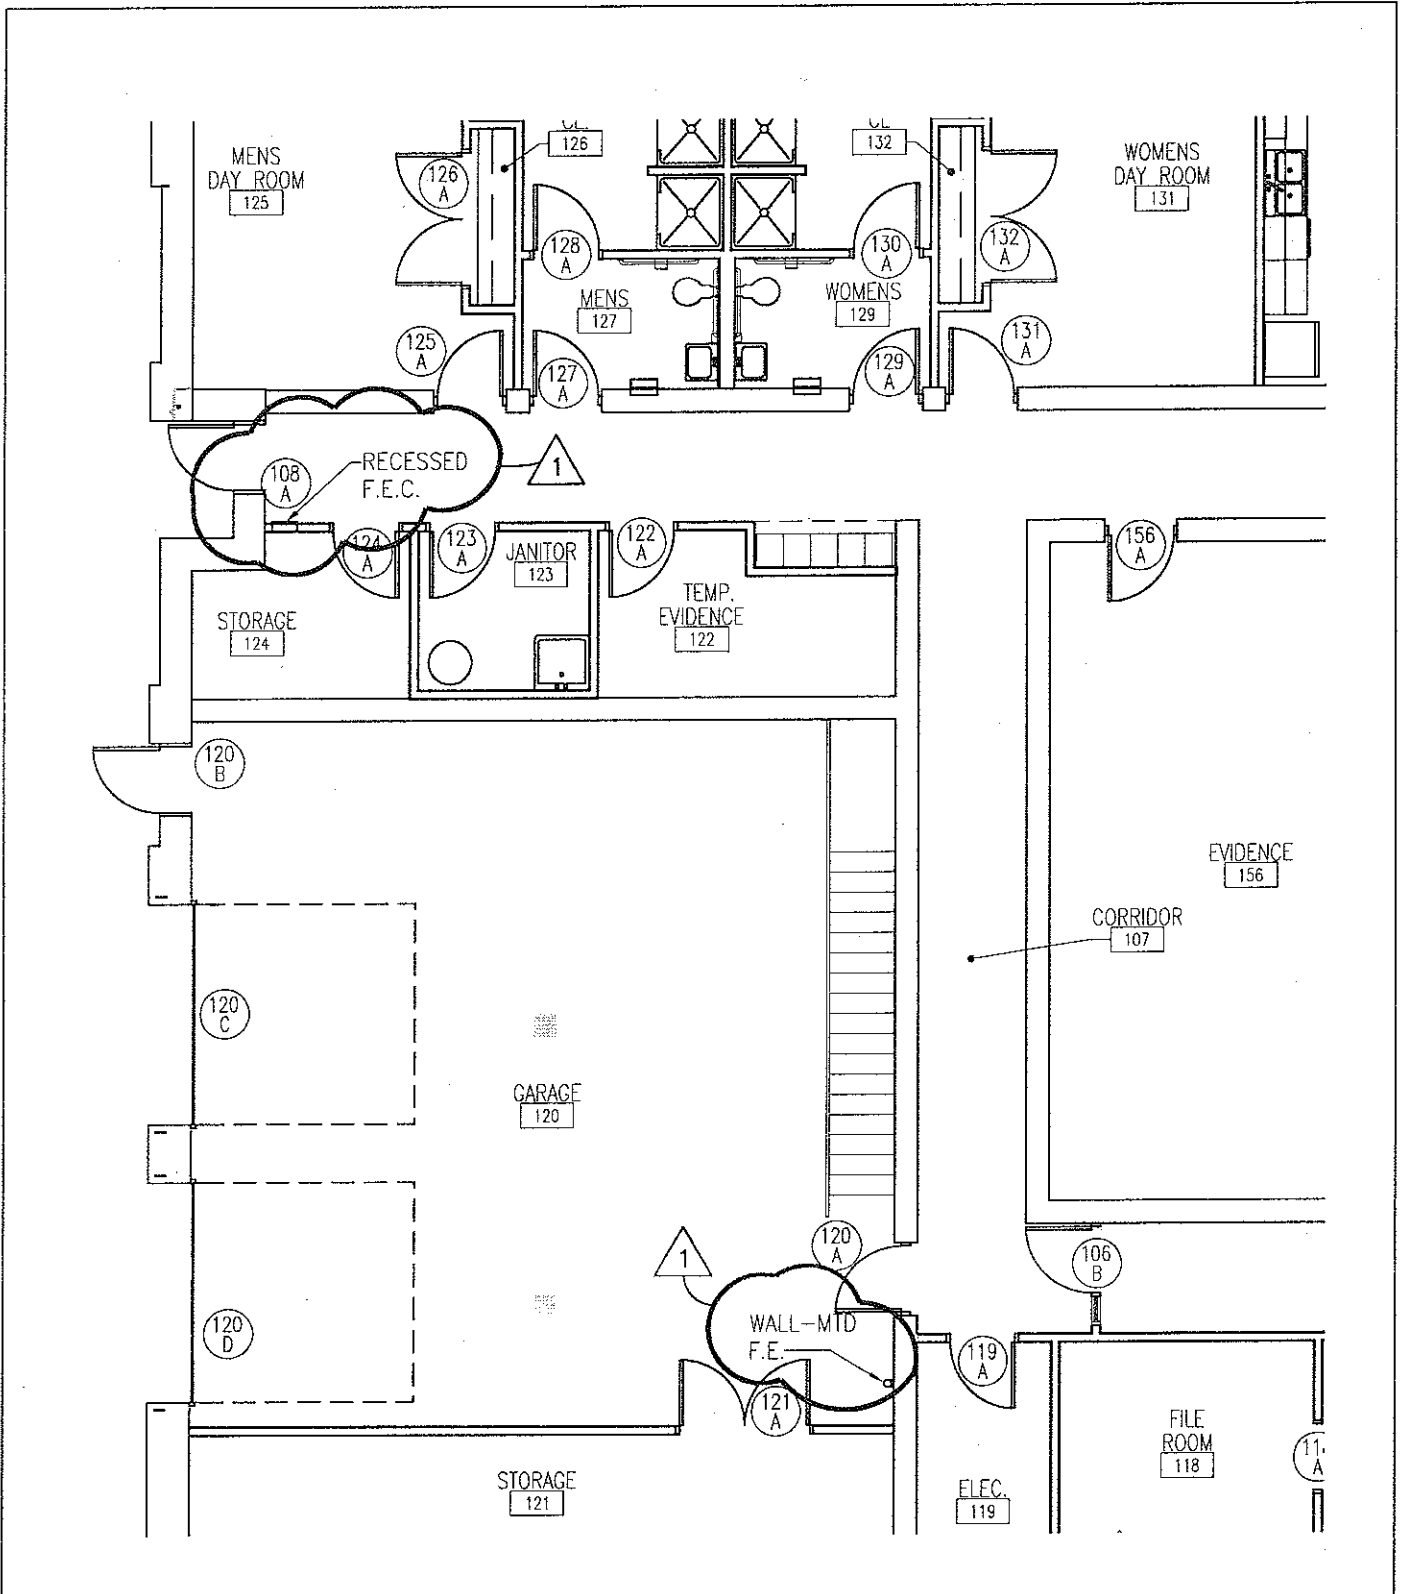 CL.
126
CL
132
MENS
DAY ROOM
125
126
A
WOMENS
DAY ROOM
131
128
A
130
A
132
A
MENS
127
WOMENS
129
125
A
127
A
129
A
131
A
108
A
RECESSED
F.E.C.
1
124
A
123
A
JANITOR
123
122
A
156
A
STORAGE
124
TEMP.
EVIDENCE
122
120
B
EVIDENCE
156
CORRIDOR
107
120
C
GARAGE
120
1
120
A
106
B
120
D
WALL-MTD
F.E.
119
A
121
A
FILE
ROOM
118
11
A
STORAGE
121
ELEC.
119